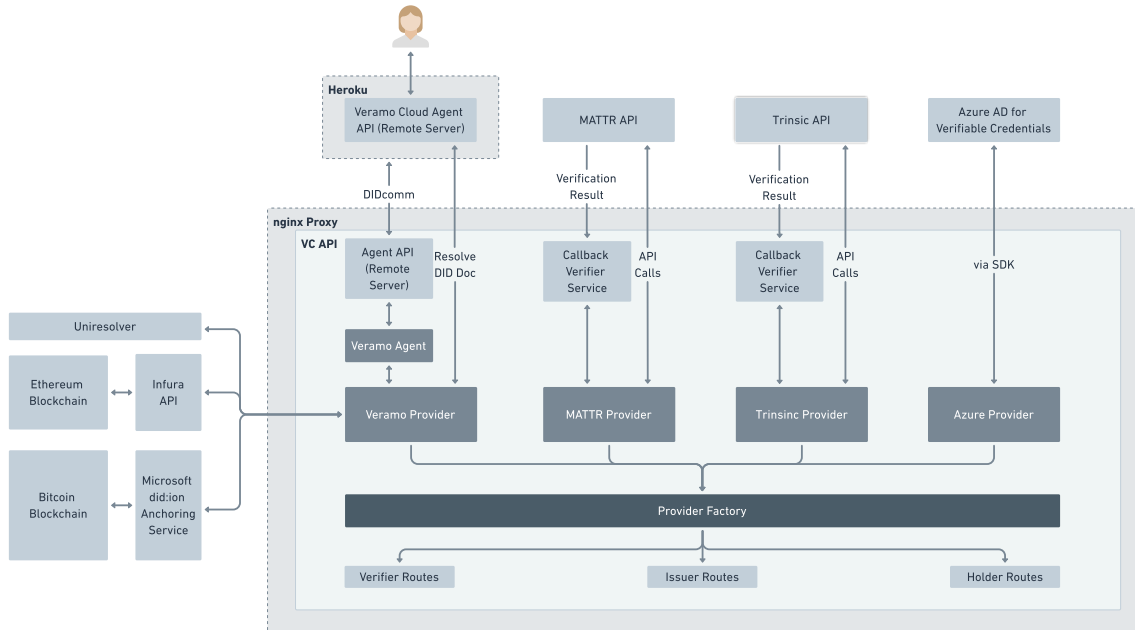 Heroku
Veramo Cloud Agent
API (Remote Server)
MATTR API
Trinsic API
Azure AD for
Verifiable Credentials
DIDcomm
Verification
Result
Verification
Result
nginx Proxy
VC API
Agent API
(Remote
Server)
Resolve
DID Doc
Callback
Verifier
Service
API
Calls
Callback
Verifier
Service
API
Calls
via SDK
Uniresolver
Veramo Agent
Ethereum
Blockchain
Infura
API
Veramo Provider
MATTR Provider
Trinsinc Provider
Azure Provider
Bitcoin
Blockchain
Microsoft
did:ion
Anchoring
Service
Provider Factory
Verifier Routes
Issuer Routes
Holder Routes